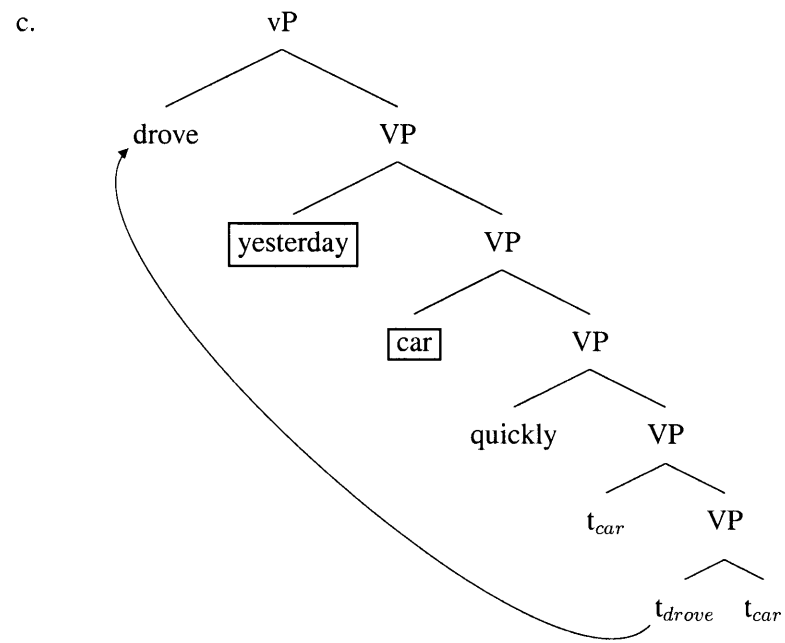 c.
vP
drove VP
yesterday VP
car VP
quickly VP
t_car VP
t_drove t_car